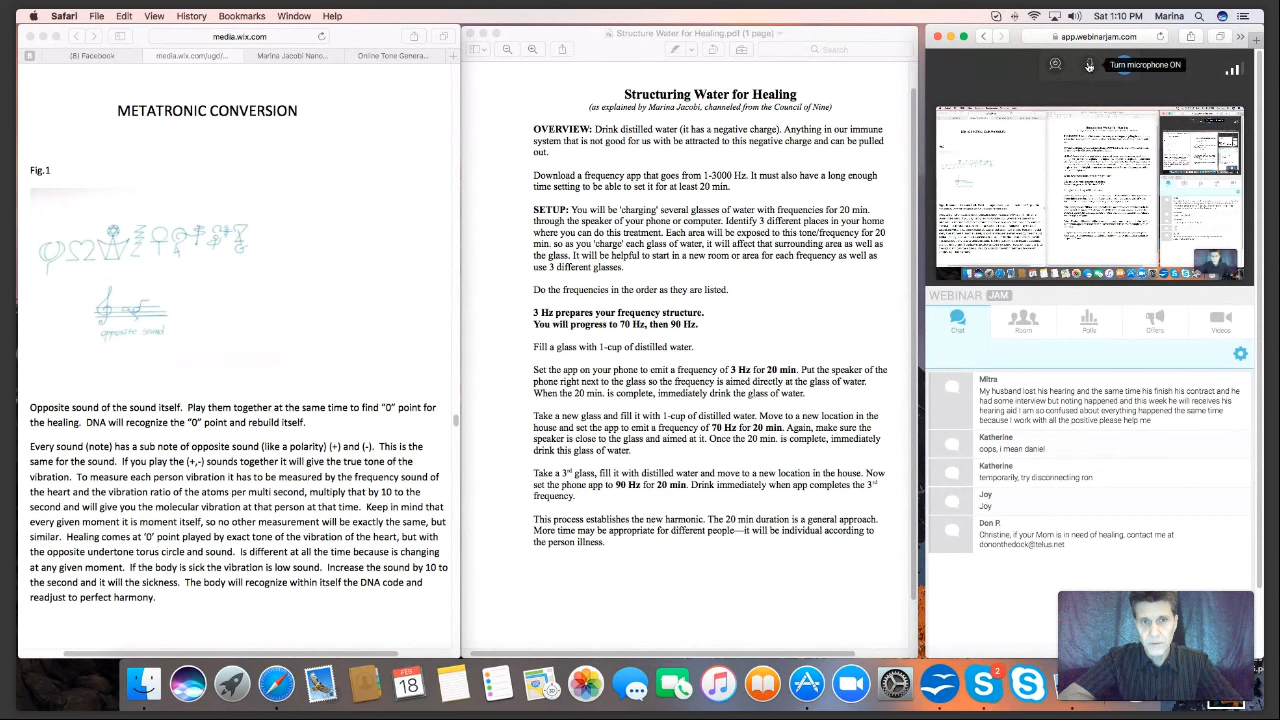 Safari File Edit View History Bookmarks Window Help
Sat 1:10 PM Marina
media.wix.com
(8) Facebook
media.wix.com/ugd/
Marina Jacobi Nano...
Online Tone Genera...
METATRONIC CONVERSION
Fig.1
opposite sound
Opposite sound of the sound itself. Play them together at the same time to find "0" point for
the healing. DNA will recognize the "0" point and rebuild itself.
Every sound (note) has a sub note of opposite sound (like a polarity) (+) and (-). This is the
same for the sound. If you play the (+,-) sounds together it will give the true tone of the
vibration. To measure each person vibration it has to be measured by the frequency sound of
the heart and the vibration ratio of the atoms per multi second, multiply that by 10 to the
second and will give you the molecular vibration at that person at that time. Keep in mind that
every given moment it is moment itself, so no other measurement will be exactly the same, but
similar. Healing comes at '0' point played by exact tone of the vibration of the heart, but with
the opposite undertone torus circle and sound. Is different at all the time because is changing
at any given moment. If the body is sick the vibration is low sound. Increase the sound by 10 to
the second and it will the sickness. The body will recognize within itself the DNA code and
readjust to perfect harmony.
Structure Water for Healing.pdf (1 page)
Search
Structuring Water for Healing
(as explained by Marina Jacobi, channeled from the Council of Nine)
OVERVIEW: Drink distilled water (it has a negative charge). Anything in our immune
system that is not good for us with be attracted to this negative charge and can be pulled
out.
Download a frequency app that goes from 1-3000 Hz. It must also have a long enough
time setting to be able to set it for at least 20 min.
SETUP: You will be 'charging' several glasses of water with frequencies for 20 min.
though the speaker of your phone or computer. Identify 3 different places in your home
where you can do this treatment. Each area will be exposed to this tone/frequency for 20
min. so as you 'charge' each glass of water, it will affect that surrounding area as well as
the glass. It will be helpful to start in a new room or area for each frequency as well as
use 3 different glasses.
Do the frequencies in the order as they are listed.
3 Hz prepares your frequency structure.
You will progress to 70 Hz, then 90 Hz.
Fill a glass with 1-cup of distilled water.
Set the app on your phone to emit a frequency of 3 Hz for 20 min. Put the speaker of the
phone right next to the glass so the frequency is aimed directly at the glass of water.
When the 20 min. is complete, immediately drink the glass of water.
Take a new glass and fill it with 1-cup of distilled water. Move to a new location in the
house and set the app to emit a frequency of 70 Hz for 20 min. Again, make sure the
speaker is close to the glass and aimed at it. Once the 20 min. is complete, immediately
drink this glass of water.
Take a 3rd glass, fill it with distilled water and move to a new location in the house. Now
set the phone app to 90 Hz for 20 min. Drink immediately when app completes the 3rd
frequency.
This process establishes the new harmonic. The 20 min duration is a general approach.
More time may be appropriate for different people—it will be individual according to
the person illness.
app.webinarjam.com
Turn microphone ON
WEBINAR JAM
Chat Room Polls Offers Videos
Mitra
My husband lost his hearing and the same time his finish his contract and he
had some interview but noting happened and this week he will receives his
hearing aid I am so confused about everything happened the same time
because I work with all the positive please help me
Katherine
oops, i mean daniel
Katherine
temporarily, try disconnecting ron
Joy
Joy
Don P.
Christine, if your Mom is in need of healing, contact me at
dononthedock@telus.net
FEB
18
2